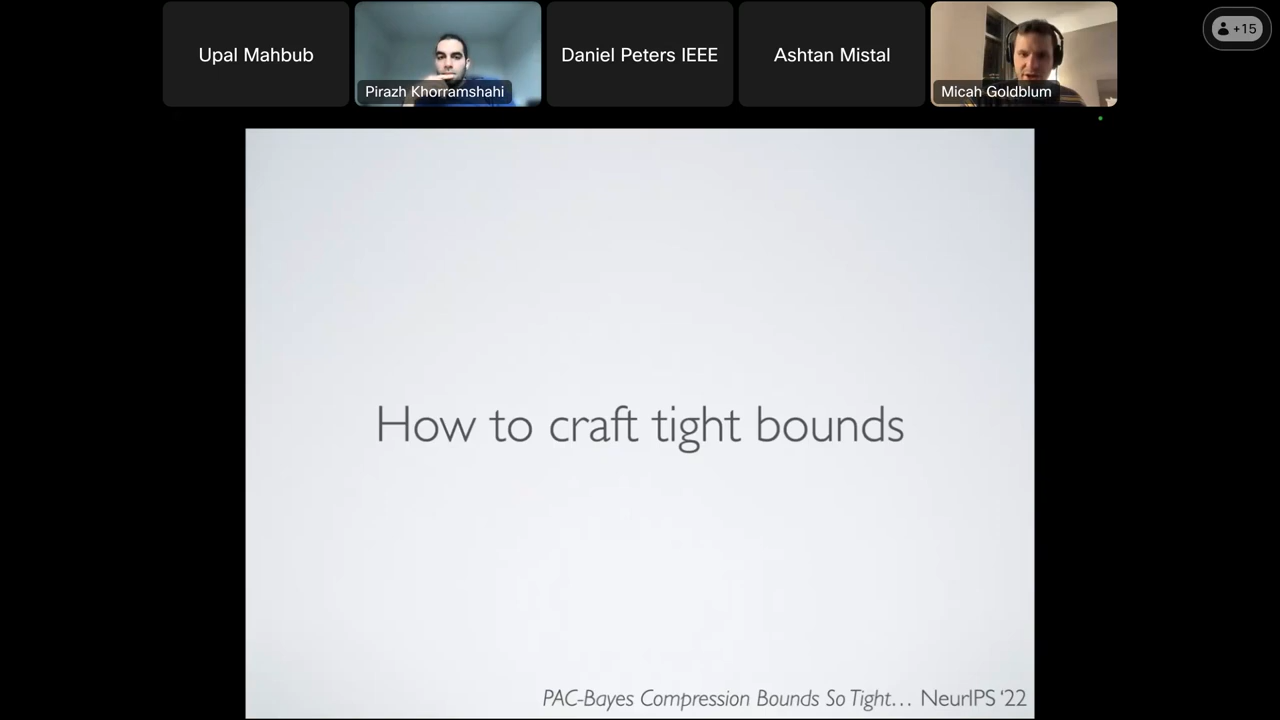 Upal Mahbub
Pirazh Khorramshahi
Daniel Peters IEEE
Ashtan Mistal
Micah Goldblum
+15
How to craft tight bounds
PAC-Bayes Compression Bounds So Tight… NeurIPS ‘22